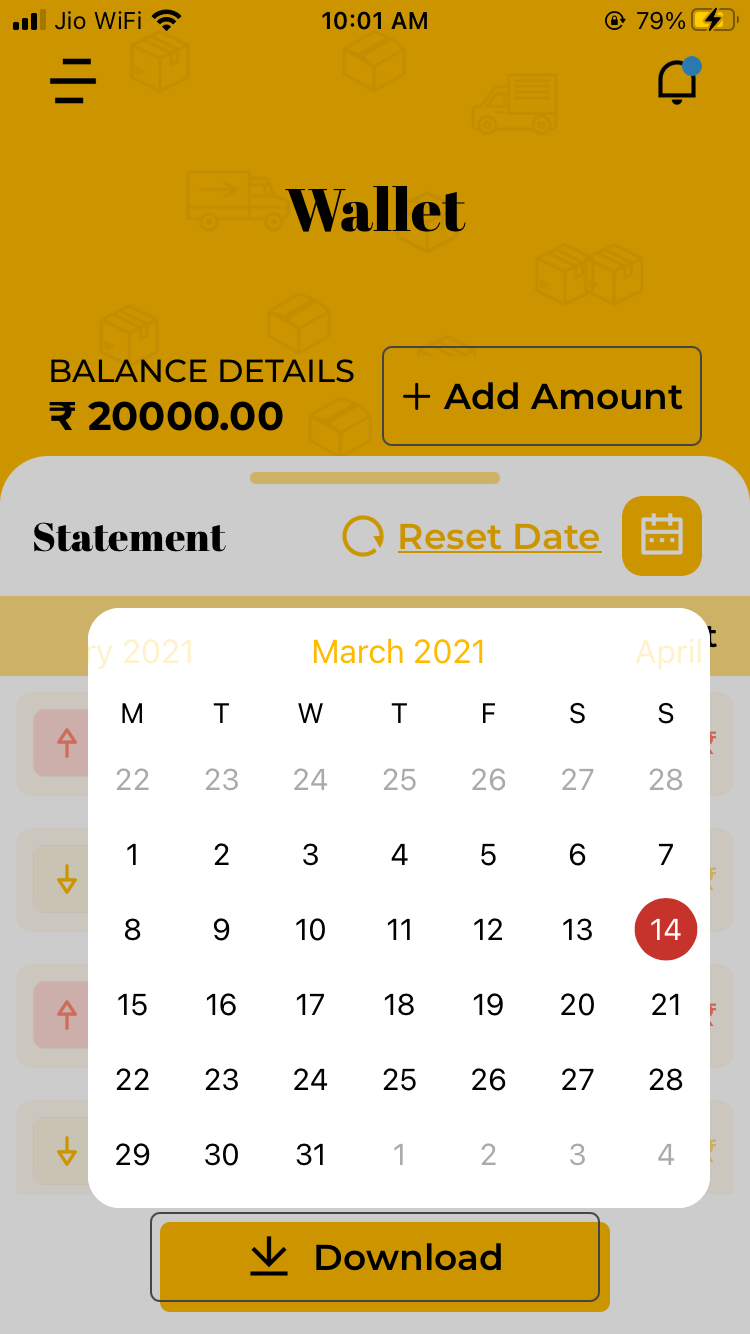 Jio WiFi 10:01 AM 79%
Wallet
BALANCE DETAILS
₹ 20000.00
+ Add Amount
Statement Reset Date
ry 2021 March 2021 April
t
M T W T F S S
22 23 24 25 26 27 28
1 2 3 4 5 6 7
8 9 10 11 12 13 14
15 16 17 18 19 20 21
22 23 24 25 26 27 28
29 30 31 1 2 3 4
Download